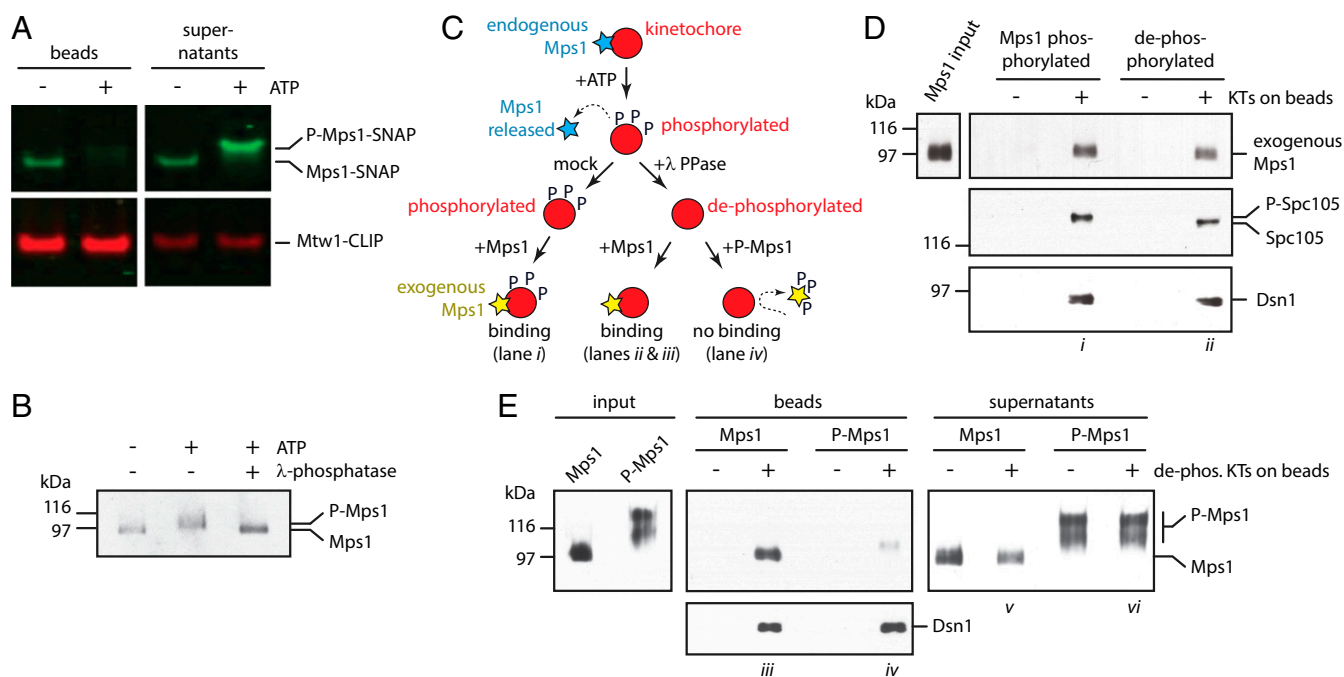 A
beads
super-
natants
- + - + ATP
P-Mps1-SNAP
Mps1-SNAP
Mtw1-CLIP
B
- + + ATP
- - + λ-phosphatase
kDa
116
97
P-Mps1
Mps1
C
endogenous
Mps1
kinetochore
+ATP
Mps1
released
P P P
phosphorylated
mock
+λ PPase
phosphorylated
P P P
de-phosphorylated
+Mps1
+Mps1
+P-Mps1
exogenous
Mps1
P P P
P P P
binding
(lane i)
binding
(lanes ii & iii)
no binding
(lane iv)
D
Mps1 input
Mps1 phos-
phorylated
de-phos-
phorylated
- + - + KTs on beads
kDa
116
97
exogenous
Mps1
116
P-Spc105
Spc105
97
Dsn1
i ii
E
input
beads
supernatants
Mps1 P-Mps1
Mps1 P-Mps1
Mps1 P-Mps1
- + - + - + - + de-phos. KTs on beads
kDa
116
97
P-Mps1
Mps1
v vi
Dsn1
iii iv